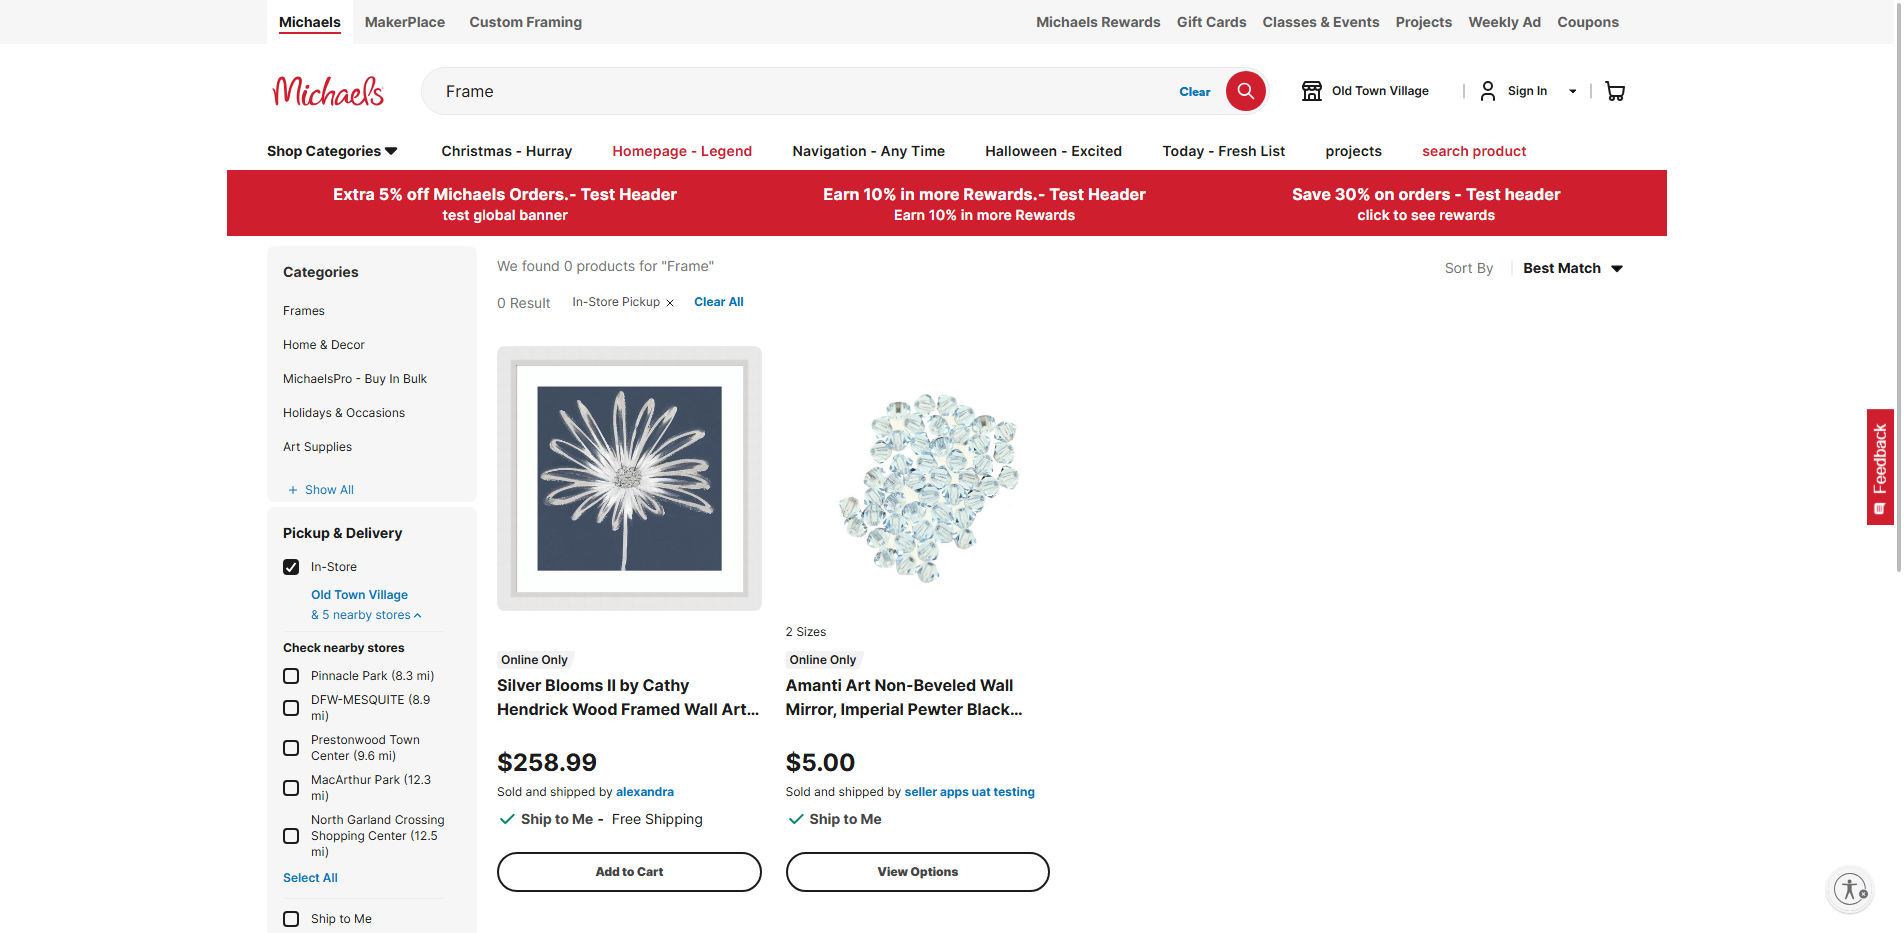 Michaels
MakerPlace
Custom Framing
Michaels Rewards
Gift Cards
Classes & Events
Projects
Weekly Ad
Coupons
Michaels
Frame
Clear
Old Town Village
Sign In
Shop Categories
Christmas - Hurray
Homepage - Legend
Navigation - Any Time
Halloween - Excited
Today - Fresh List
projects
search product
Extra 5% off Michaels Orders.- Test Header
test global banner
Earn 10% in more Rewards.- Test Header
Earn 10% in more Rewards
Save 30% on orders - Test header
click to see rewards
Categories
Frames
Home & Decor
MichaelsPro - Buy In Bulk
Holidays & Occasions
Art Supplies
+ Show All
Pickup & Delivery
In-Store
Old Town Village
& 5 nearby stores
Check nearby stores
Pinnacle Park (8.3 mi)
DFW-MESQUITE (8.9
mi)
Prestonwood Town
Center (9.6 mi)
MacArthur Park (12.3
mi)
North Garland Crossing
Shopping Center (12.5
mi)
Select All
Ship to Me
We found 0 products for "Frame"
Sort By
Best Match
0 Result
In-Store Pickup
Clear All
Online Only
Silver Blooms II by Cathy
Hendrick Wood Framed Wall Art...
$258.99
Sold and shipped by alexandra
Ship to Me - Free Shipping
Add to Cart
2 Sizes
Online Only
Amanti Art Non-Beveled Wall
Mirror, Imperial Pewter Black...
$5.00
Sold and shipped by seller apps uat testing
Ship to Me
View Options
Feedback